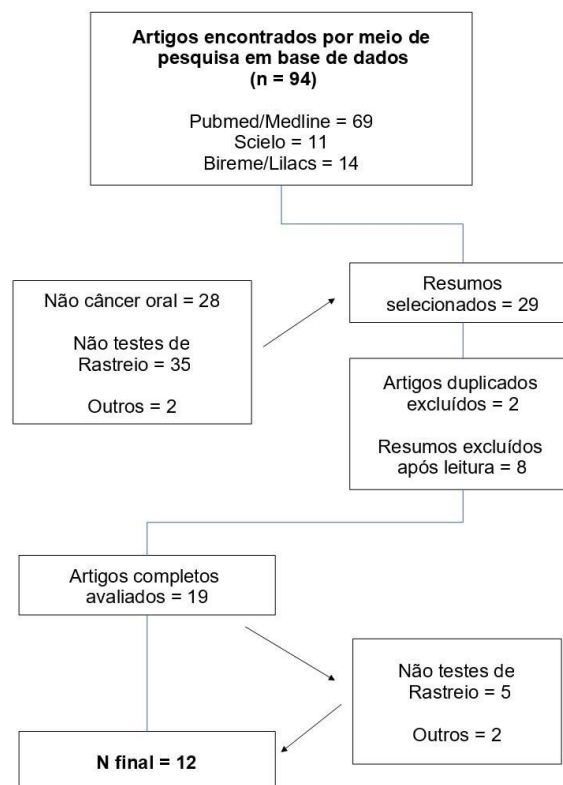 Artigos encontrados por meio de
pesquisa em base de dados
(n = 94)
Pubmed/Medline = 69
Scielo = 11
Bireme/Lilacs = 14
Não câncer oral = 28
Não testes de
Rastreio = 35
Outros = 2
Resumos
selecionados = 29
Artigos duplicados
excluídos = 2
Resumos excluídos
após leitura = 8
Artigos completos
avaliados = 19
Não testes de
Rastreio = 5
Outros = 2
N final = 12